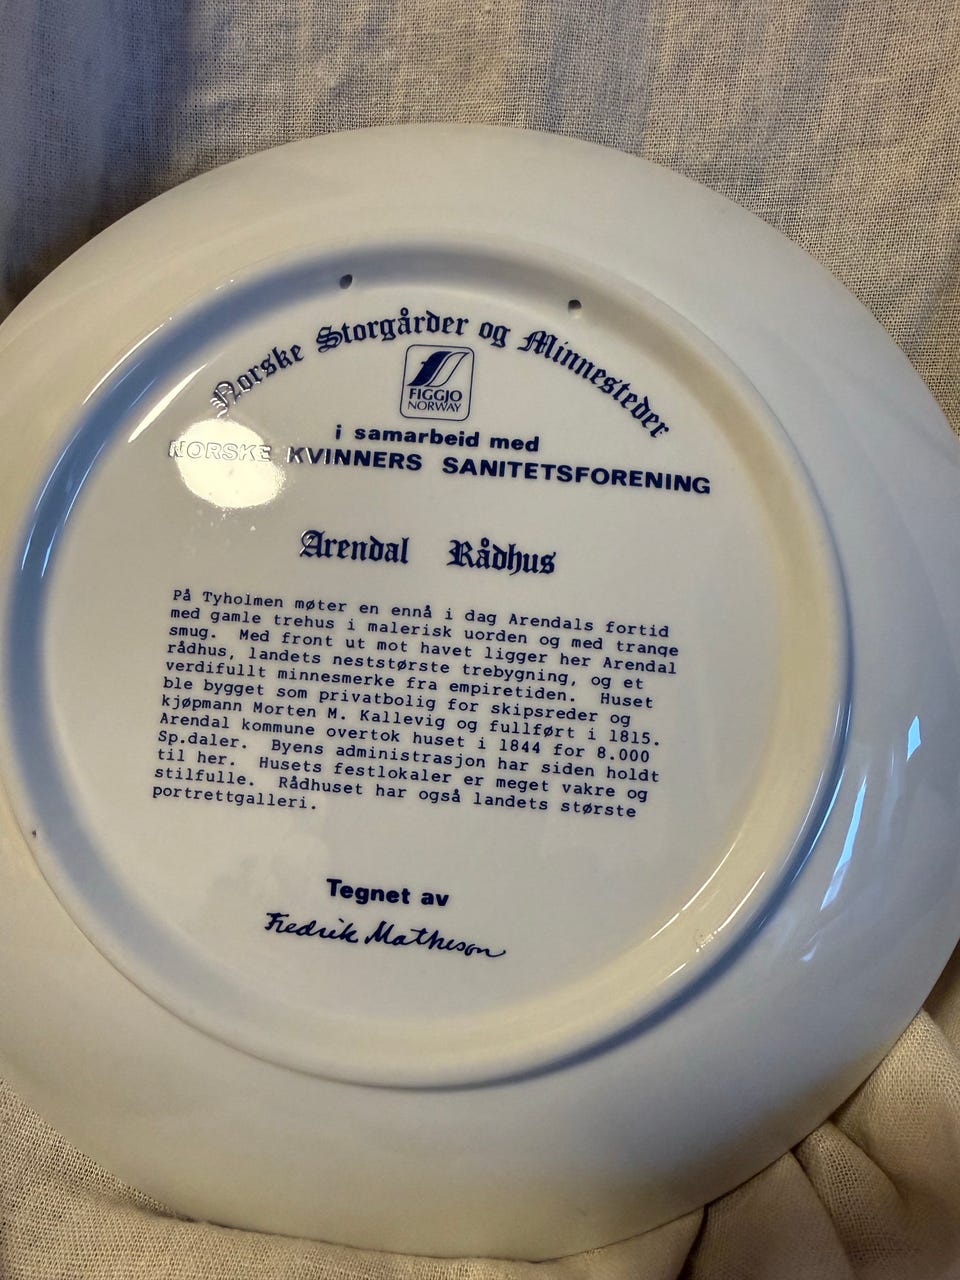 Norske Storgårder og Minnesteder
FIGGJO
NORWAY
i samarbeid med
NORSKE KVINNERS SANITETSFORENING
Arendal Rådhus
På Tyholmen møter en ennå i dag Arendals fortid
med gamle trehus i malerisk uorden og med trange
smug. Med front ut mot havet ligger her Arendal
rådhus, landets neststørste trebygning, og et
verdifullt minnesmerke fra empiretiden. Huset
ble bygget som privatbolig for skipsreder og
kjøpmann Morten M. Kallevig og fullført i 1815.
Arendal kommune overtok huset i 1844 for 8.000
Sp.daler. Byens administrasjon har siden holdt
til her. Husets festlokaler er meget vakre og
stilfulle. Rådhuset har også landets største
portrettgalleri.
Tegnet av
Fredrik Matheson